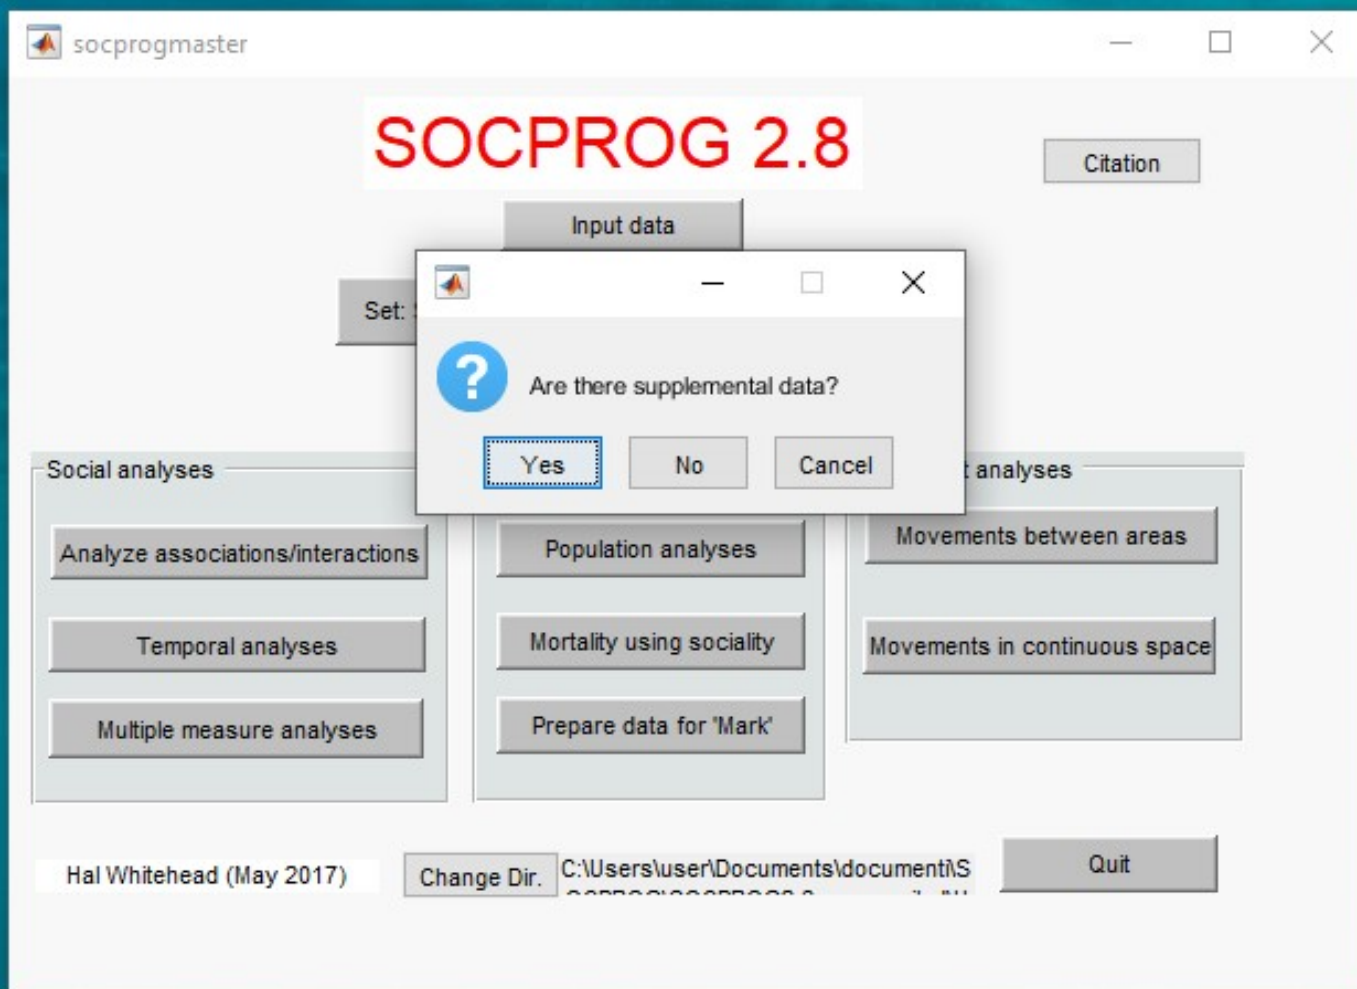 socprogmaster
SOCPROG 2.8
Citation
Input data
Set:
Are there supplemental data?
Yes
No
Cancel
Social analyses
analyses
Analyze associations/interactions
Temporal analyses
Multiple measure analyses
Population analyses
Mortality using sociality
Prepare data for 'Mark'
Movements between areas
Movements in continuous space
Hal Whitehead (May 2017)
Change Dir.
C:\Users\user\Documents\documenti\S
Quit